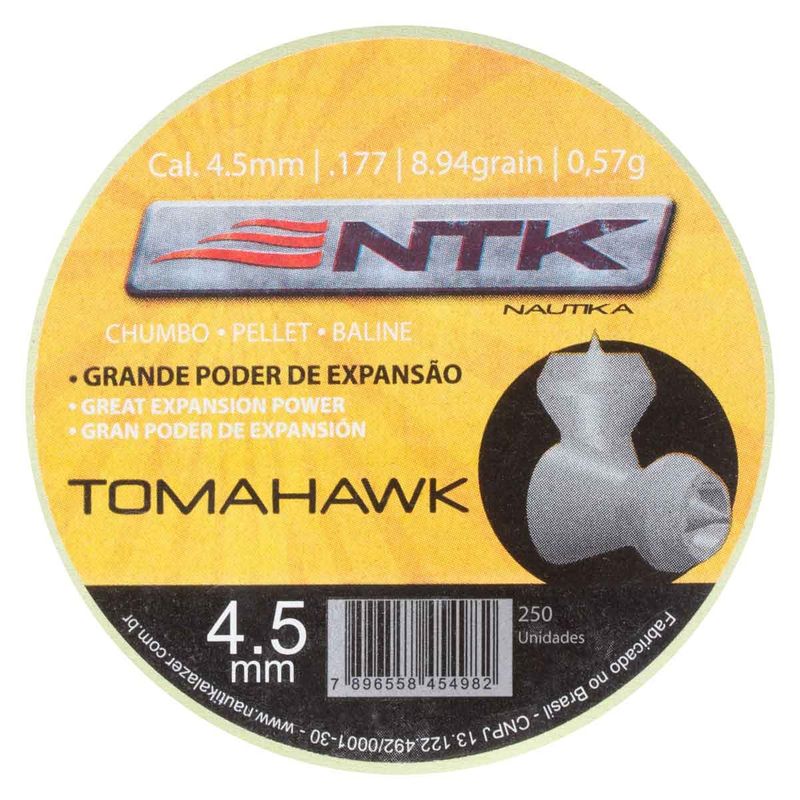 Cal. 4.5mm | .177 | 8.94grain | 0,57g
NTK
NAUTIKA
CHUMBO • PELLET • BALINE
• GRANDE PODER DE EXPANSÃO
• GREAT EXPANSION POWER
• GRAN PODER DE EXPANSIÓN
TOMAHAWK
4.5
mm
250
Unidades
7 896558 454982
Fabricado no Brasil - CNPJ 13.122.492/0001-30 - www.nautikalazer.com.br